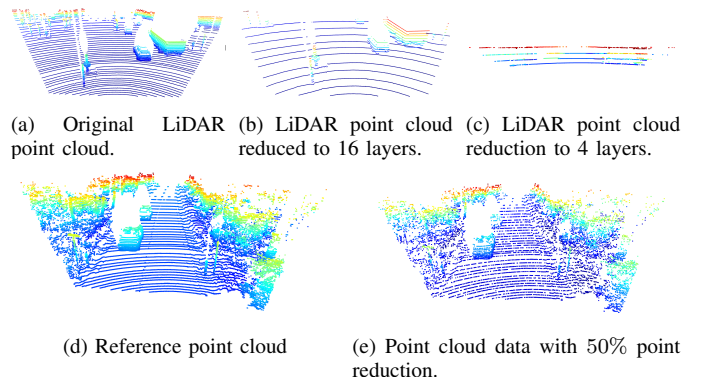 (a) Original LiDAR
point cloud.
(b) LiDAR point cloud
reduced to 16 layers.
(c) LiDAR point cloud
reduction to 4 layers.
(d) Reference point cloud
(e) Point cloud data with 50% point
reduction.